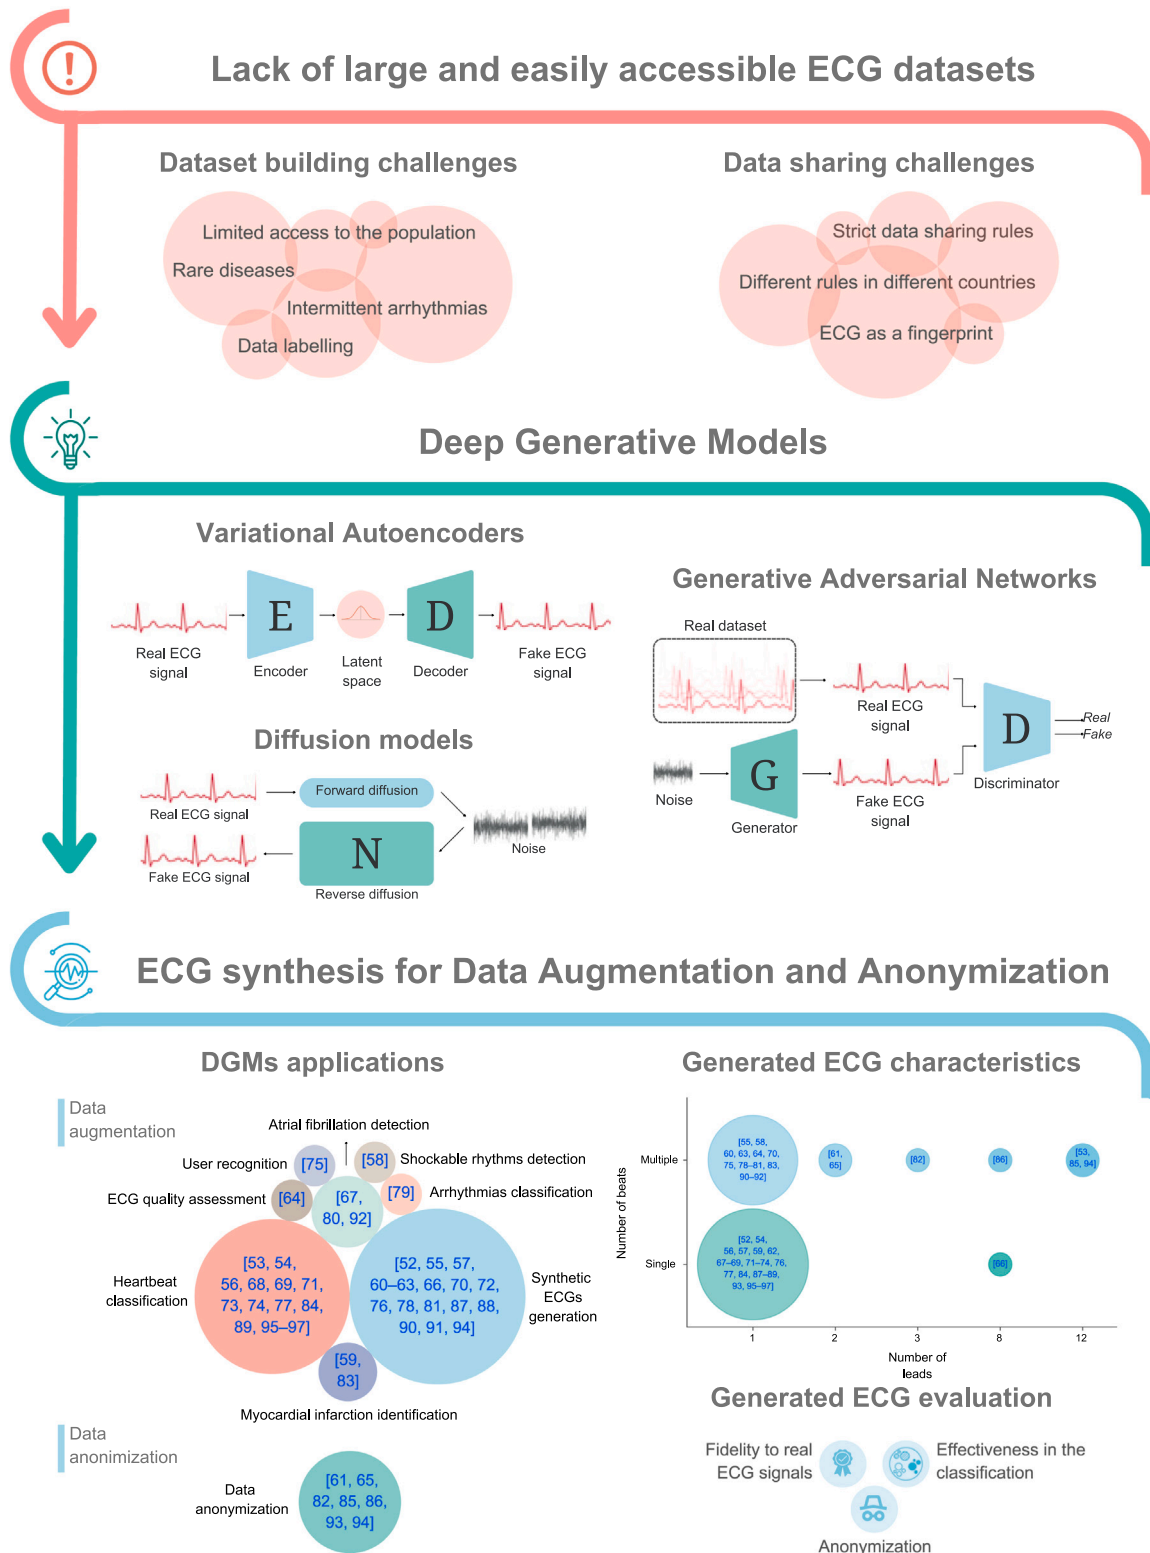 Lack of large and easily accessible ECG datasets
Dataset building challenges
Limited access to the population
Rare diseases
Intermittent arrhythmias
Data labelling
Data sharing challenges
Strict data sharing rules
Different rules in different countries
ECG as a fingerprint
Deep Generative Models
Variational Autoencoders
Real ECG
signal
E
Encoder
Latent
space
D
Decoder
Fake ECG
signal
Diffusion models
Real ECG signal
Forward diffusion
Noise
N
Reverse diffusion
Fake ECG signal
Generative Adversarial Networks
Real dataset
Real ECG
signal
Noise
G
Generator
Fake ECG
signal
D
Discriminator
Real
Fake
ECG synthesis for Data Augmentation and Anonymization
DGMs applications
Data
augmentation
Atrial fibrillation detection
User recognition
[75]
[58]
Shockable rhythms detection
ECG quality assessment
[64]
[67,
80, 92]
[79]
Arrhythmias classification
Heartbeat
classification
[53, 54,
56, 68, 69, 71,
73, 74, 77, 84,
89, 95–97]
[52, 55, 57,
60–63, 66, 70, 72,
76, 78, 81, 87, 88,
90, 91, 94]
Synthetic
ECGs
generation
[59,
83]
Myocardial infarction identification
Data
anonimization
Data
anonymization
[61, 65,
82, 85, 86,
93, 94]
Generated ECG characteristics
Number of beats
Multiple
[55, 58,
60, 63, 64, 70,
75, 78–81, 83,
90–92]
[61,
65]
[82]
[86]
[53,
85, 94]
Single
[52, 54,
56, 57, 59, 62,
67–69, 71–74, 76,
77, 84, 87–89,
93, 95–97]
[66]
1
2
3
8
12
Number of
leads
Generated ECG evaluation
Fidelity to real
ECG signals
Effectiveness in the
classification
Anonymization